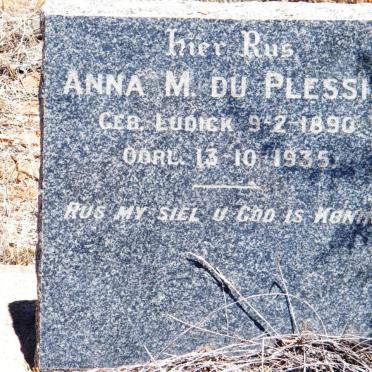 Hier Rus
ANNA M. DU PLESSI
GEB. LUDICK 9-2-1890
OORL. 13-10-1935
RUS MY SIEL U GOD IS KONI